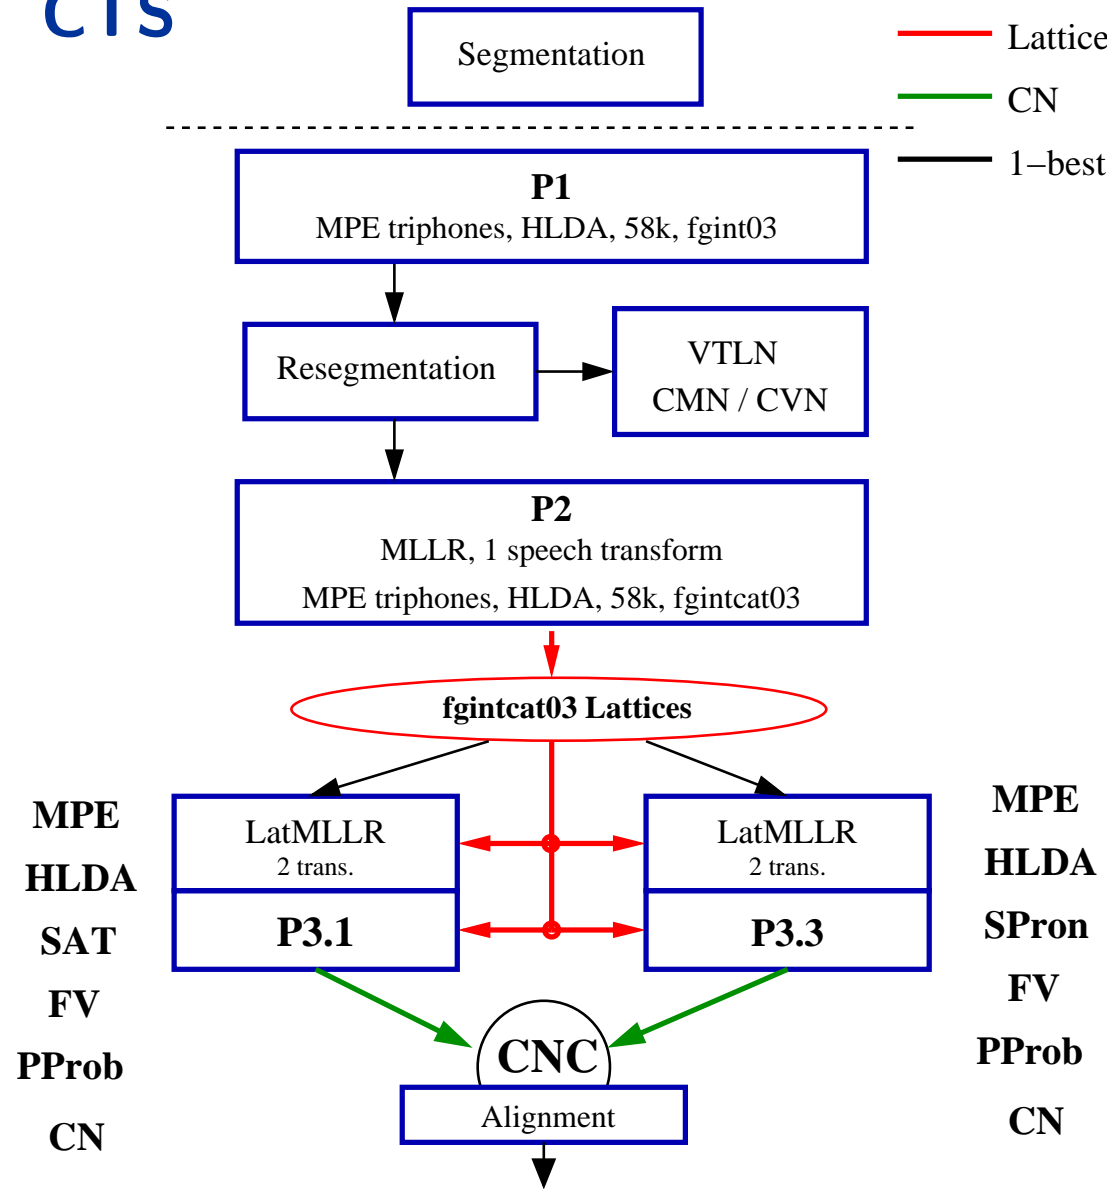 CTS
Segmentation
Lattice
CN
1−best
P1
MPE triphones, HLDA, 58k, fgint03
Resegmentation
VTLN
CMN / CVN
P2
MLLR, 1 speech transform
MPE triphones, HLDA, 58k, fgintcat03
fgintcat03 Lattices
LatMLLR
2 trans.
P3.1
LatMLLR
2 trans.
P3.3
MPE
HLDA
SAT
FV
PProb
CN
MPE
HLDA
SPron
FV
PProb
CN
CNC
Alignment